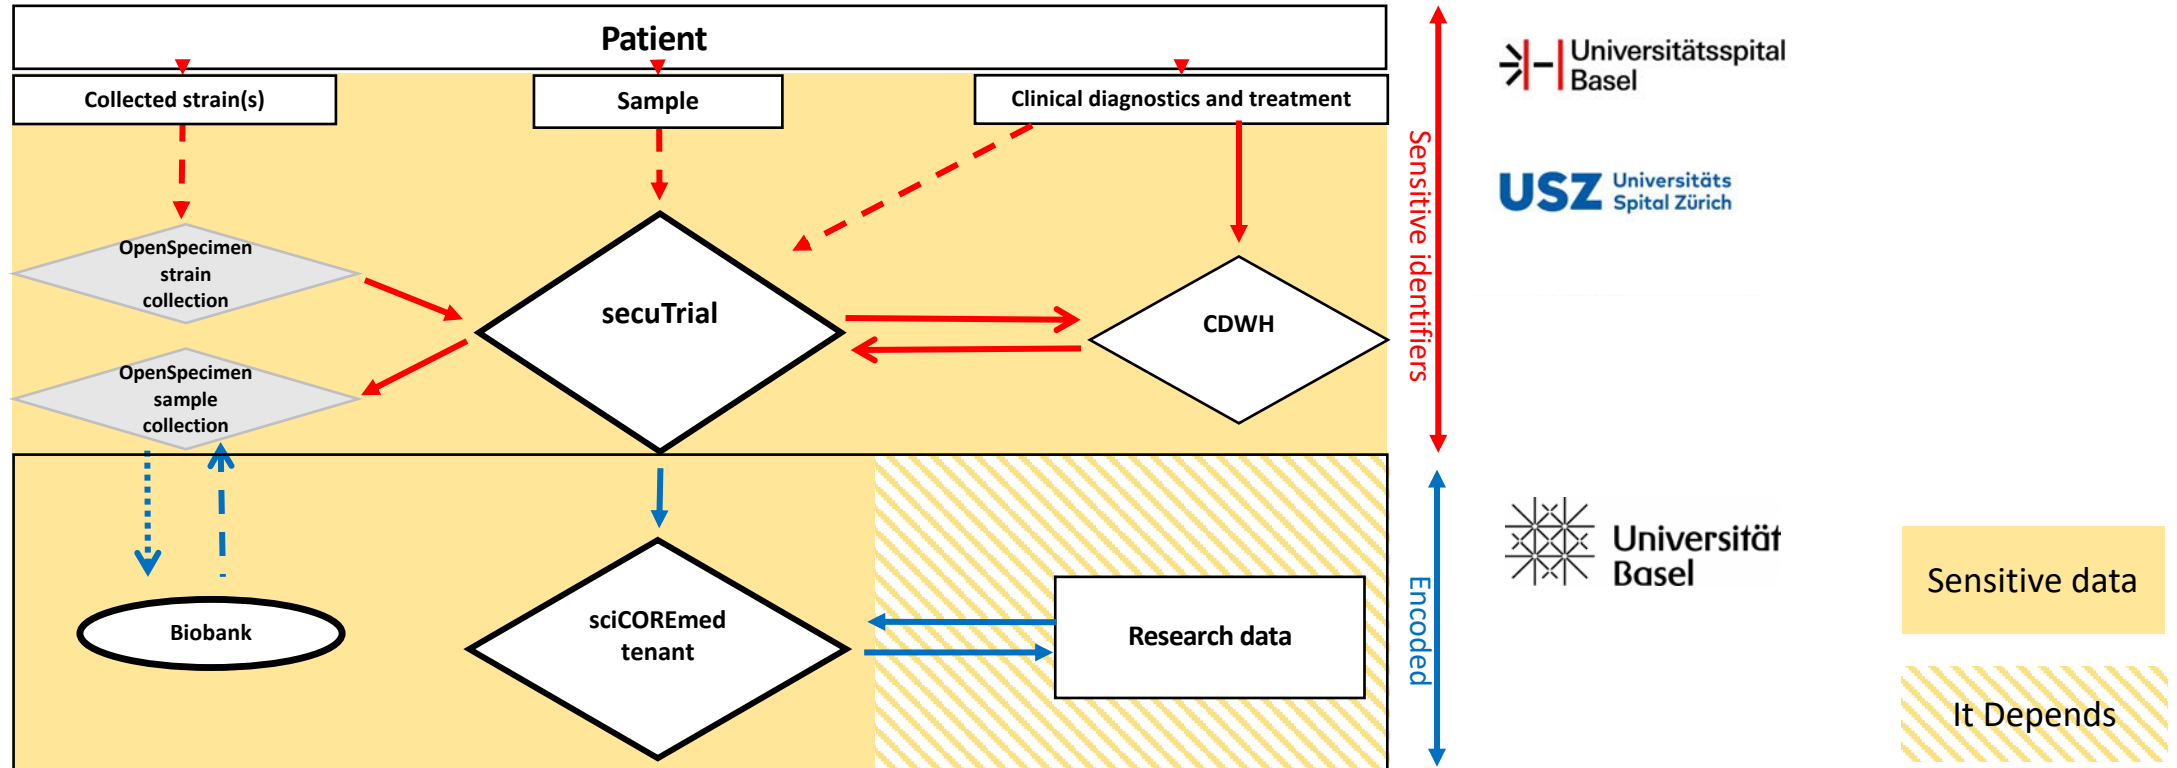 Patient
Collected strain(s)
Sample
Clinical diagnostics and treatment
OpenSpecimen
strain
collection
secuTrial
CDWH
OpenSpecimen
sample
collection
Biobank
sciCOREmed
tenant
Research data
Sensitive identifiers
Encoded
Universitätsspital
Basel
USZ Universitäts
Spital Zürich
Universität
Basel
Sensitive data
It Depends